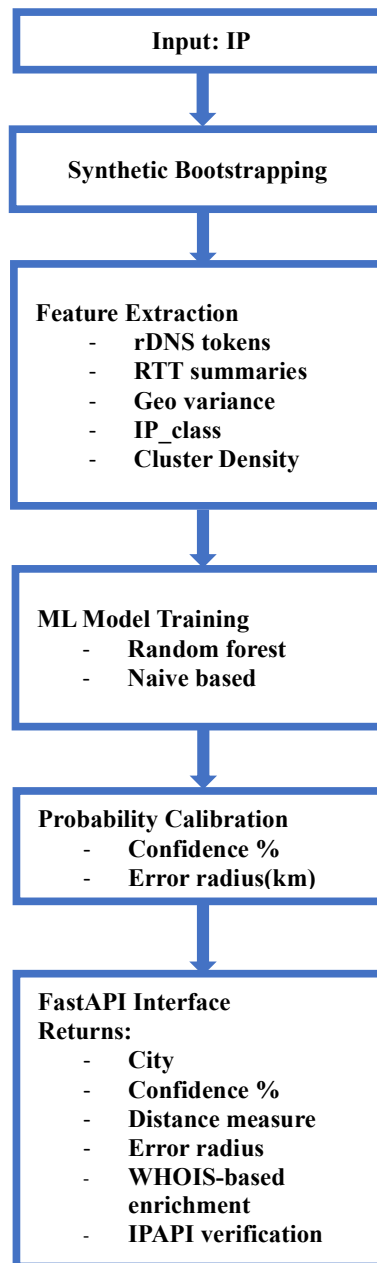 Input: IP
Synthetic Bootstrapping
Feature Extraction
- rDNS tokens
- RTT summaries
- Geo variance
- IP_class
- Cluster Density
ML Model Training
- Random forest
- Naive based
Probability Calibration
- Confidence %
- Error radius(km)
FastAPI Interface
Returns:
- City
- Confidence %
- Distance measure
- Error radius
- WHOIS-based
enrichment
- IPAPI verification